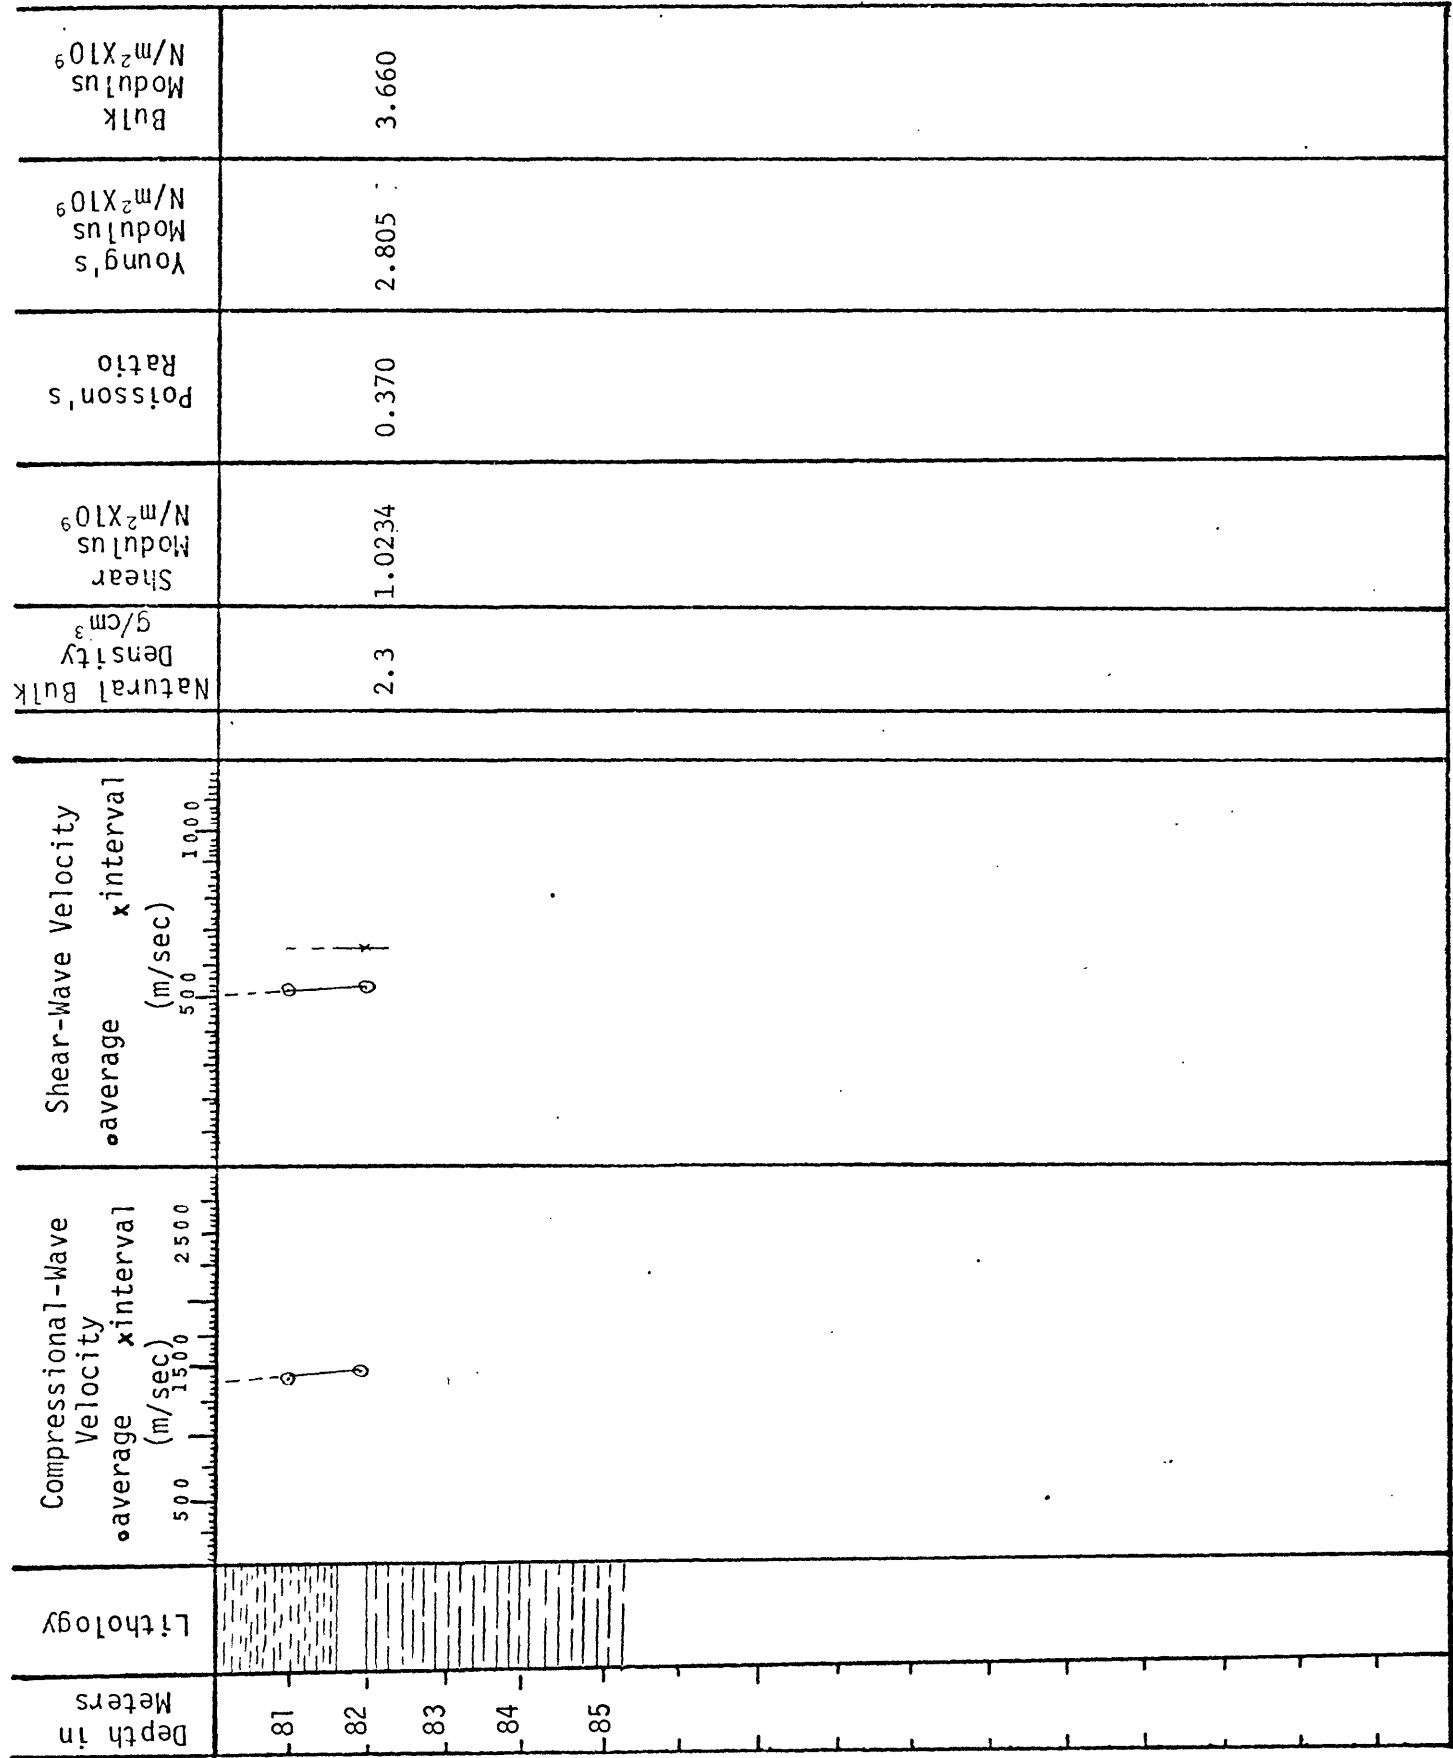 Depth in
Meters
Lithology
Compressional-Wave
Velocity
average xinterval
(m/sec)
500 1500 2500
Shear-Wave Velocity
average xinterval
(m/sec)
500 1000
Natural Bulk
Density
g/cm³
Shear
Modulus
N/m²X10⁹
Poisson's
Ratio
Young's
Modulus
N/m²X10⁹
Bulk
Modulus
N/m²X10⁹
81
82 2.3 1.0234 0.370 2.805 3.660
83
84
85